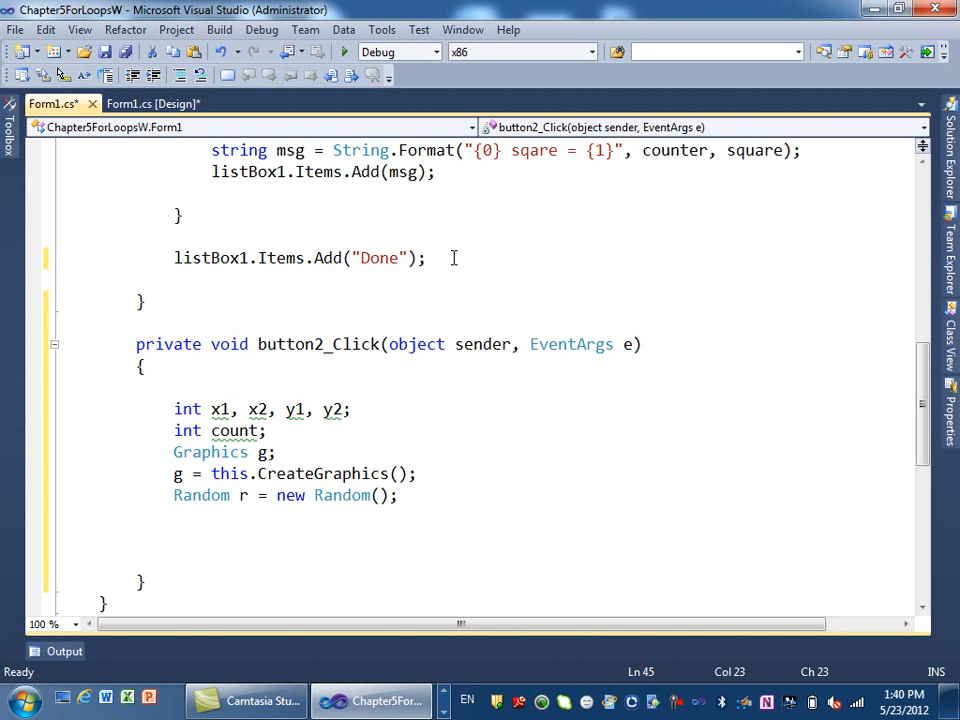 Chapter5ForLoopsW - Microsoft Visual Studio (Administrator)
File Edit View Refactor Project Build Debug Team Data Tools Test Window Help
Debug x86
Form1.cs* Form1.cs [Design]*
Chapter5ForLoopsW.Form1 button2_Click(object sender, EventArgs e)
Toolbox
Solution Explorer
Team Explorer
Class View
Properties
string msg = String.Format("{0} sqare = {1}", counter, square);
listBox1.Items.Add(msg);
}
listBox1.Items.Add("Done");
}
private void button2_Click(object sender, EventArgs e)
{
int x1, x2, y1, y2;
int count;
Graphics g;
g = this.CreateGraphics();
Random r = new Random();
}
}
100 %
Output
Ready Ln 45 Col 23 Ch 23 INS
Camtasia Stu... Chapter5For... EN 1:40 PM
5/23/2012